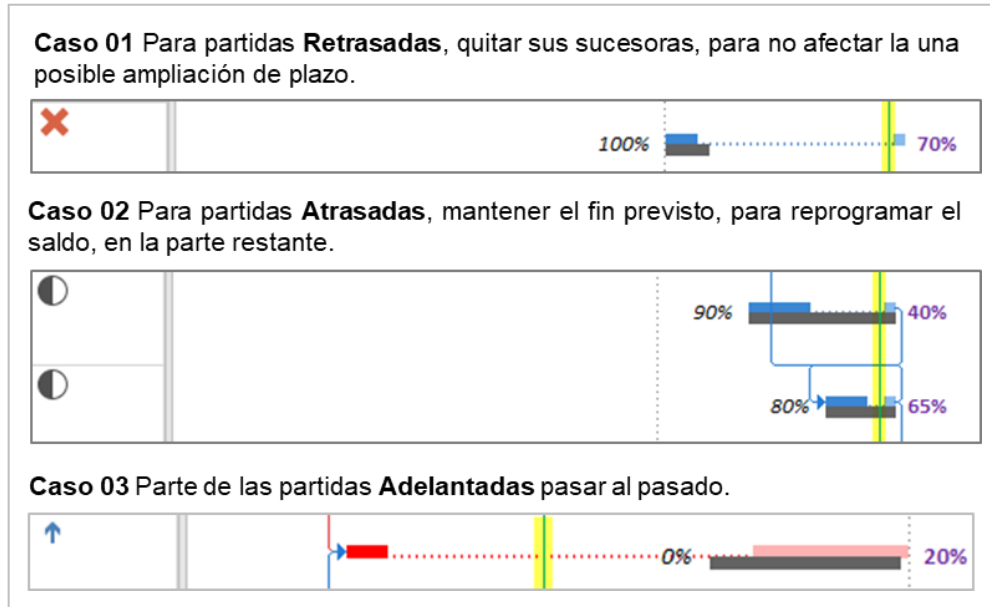 Caso 01 Para partidas Retrasadas, quitar sus sucesoras, para no afectar la una
posible ampliación de plazo.
100% 70%
Caso 02 Para partidas Atrasadas, mantener el fin previsto, para reprogramar el
saldo, en la parte restante.
90% 40%
80% 65%
Caso 03 Parte de las partidas Adelantadas pasar al pasado.
0% 20%